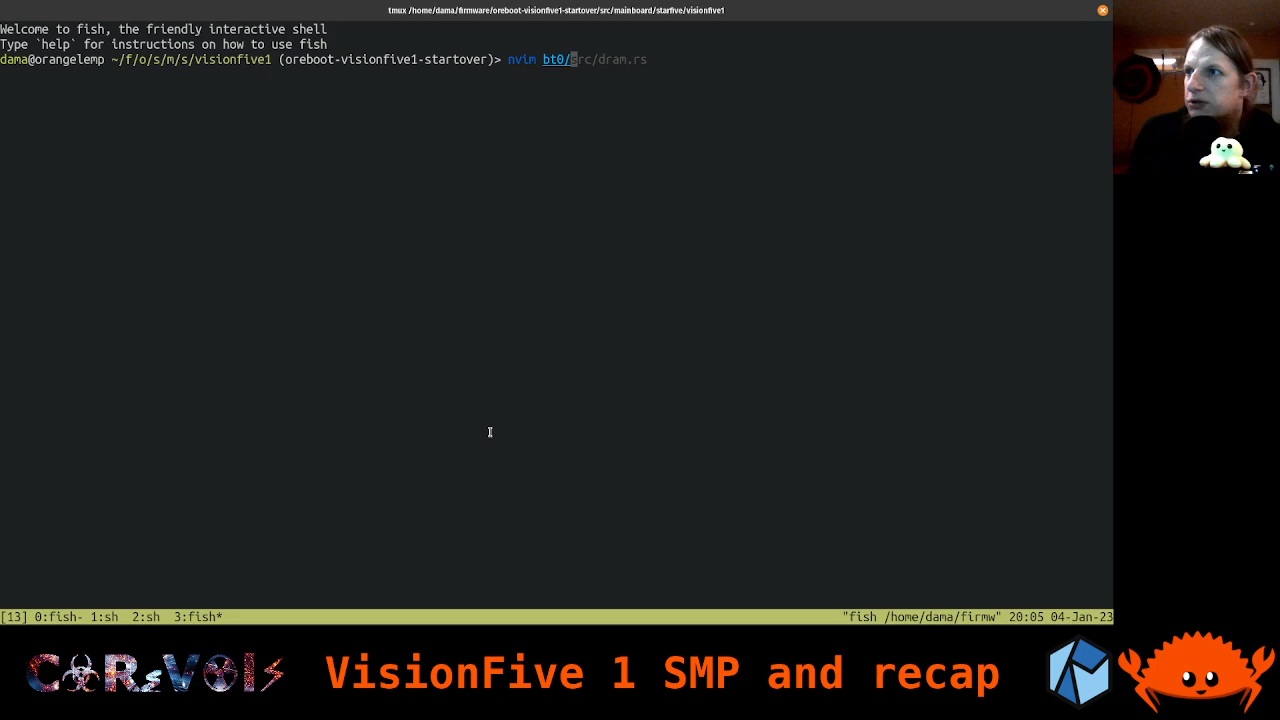 tmux /home/dama/firmware/oreboot-visionfive1-startover/src/mainboard/starfive/visionfive1
Welcome to fish, the friendly interactive shell
Type `help` for instructions on how to use fish
dama@orangelemp ~/f/o/s/m/s/visionfive1 (oreboot-visionfive1-startover)> nvim bt0/src/dram.rs
[13] 0:fish- 1:sh  2:sh  3:fish* "fish /home/dama/firmw" 20:05 04-Jan-23
VisionFive 1 SMP and recap